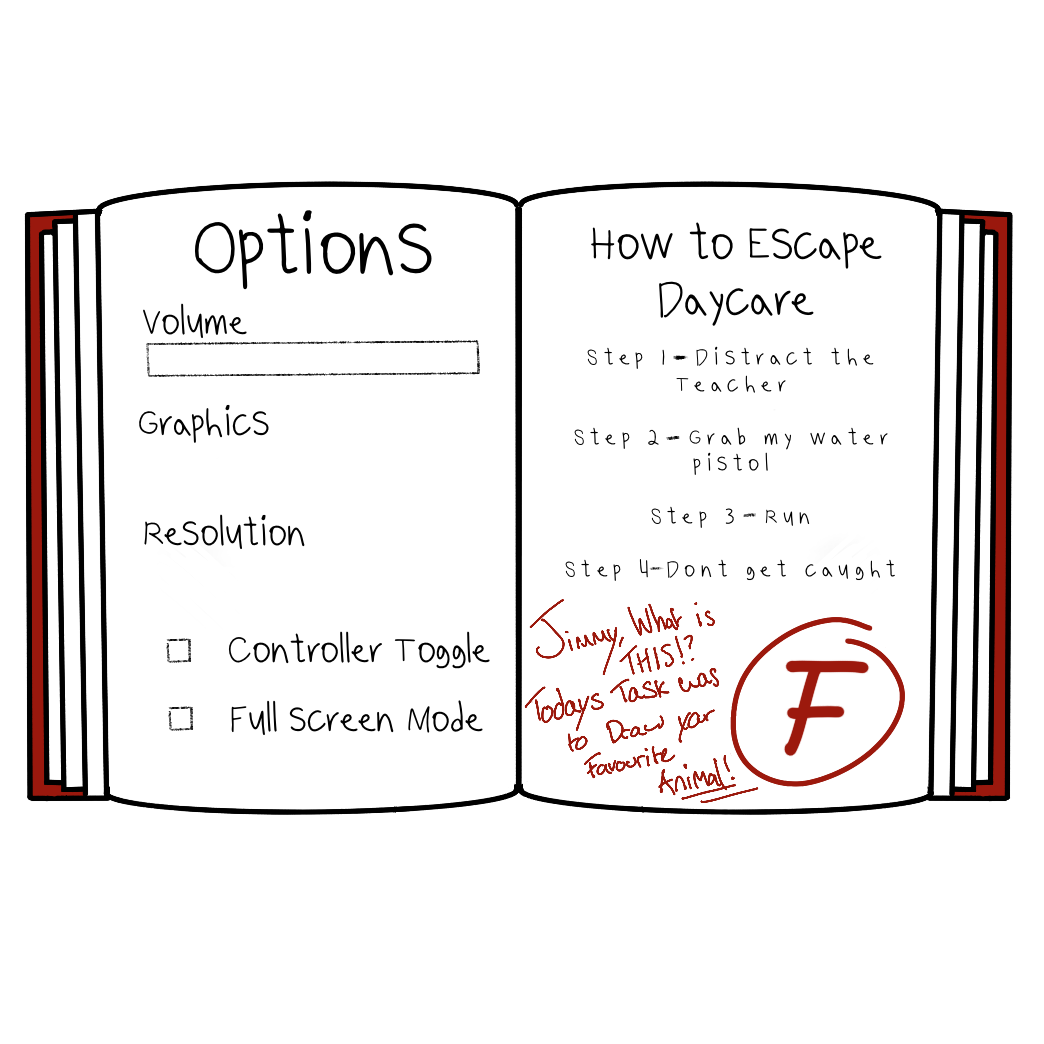 Options
Volume
Graphics
Resolution
Controller Toggle
Full Screen Mode
How to Escape
Daycare
Step 1-Distract the
Teacher
Step 2-Grab my water
pistol
Step 3-Run
Step 4-Dont get caught
Jimmy, What is
THIS!?
Todays Task was
to Draw your
Favourite
Animal!
F